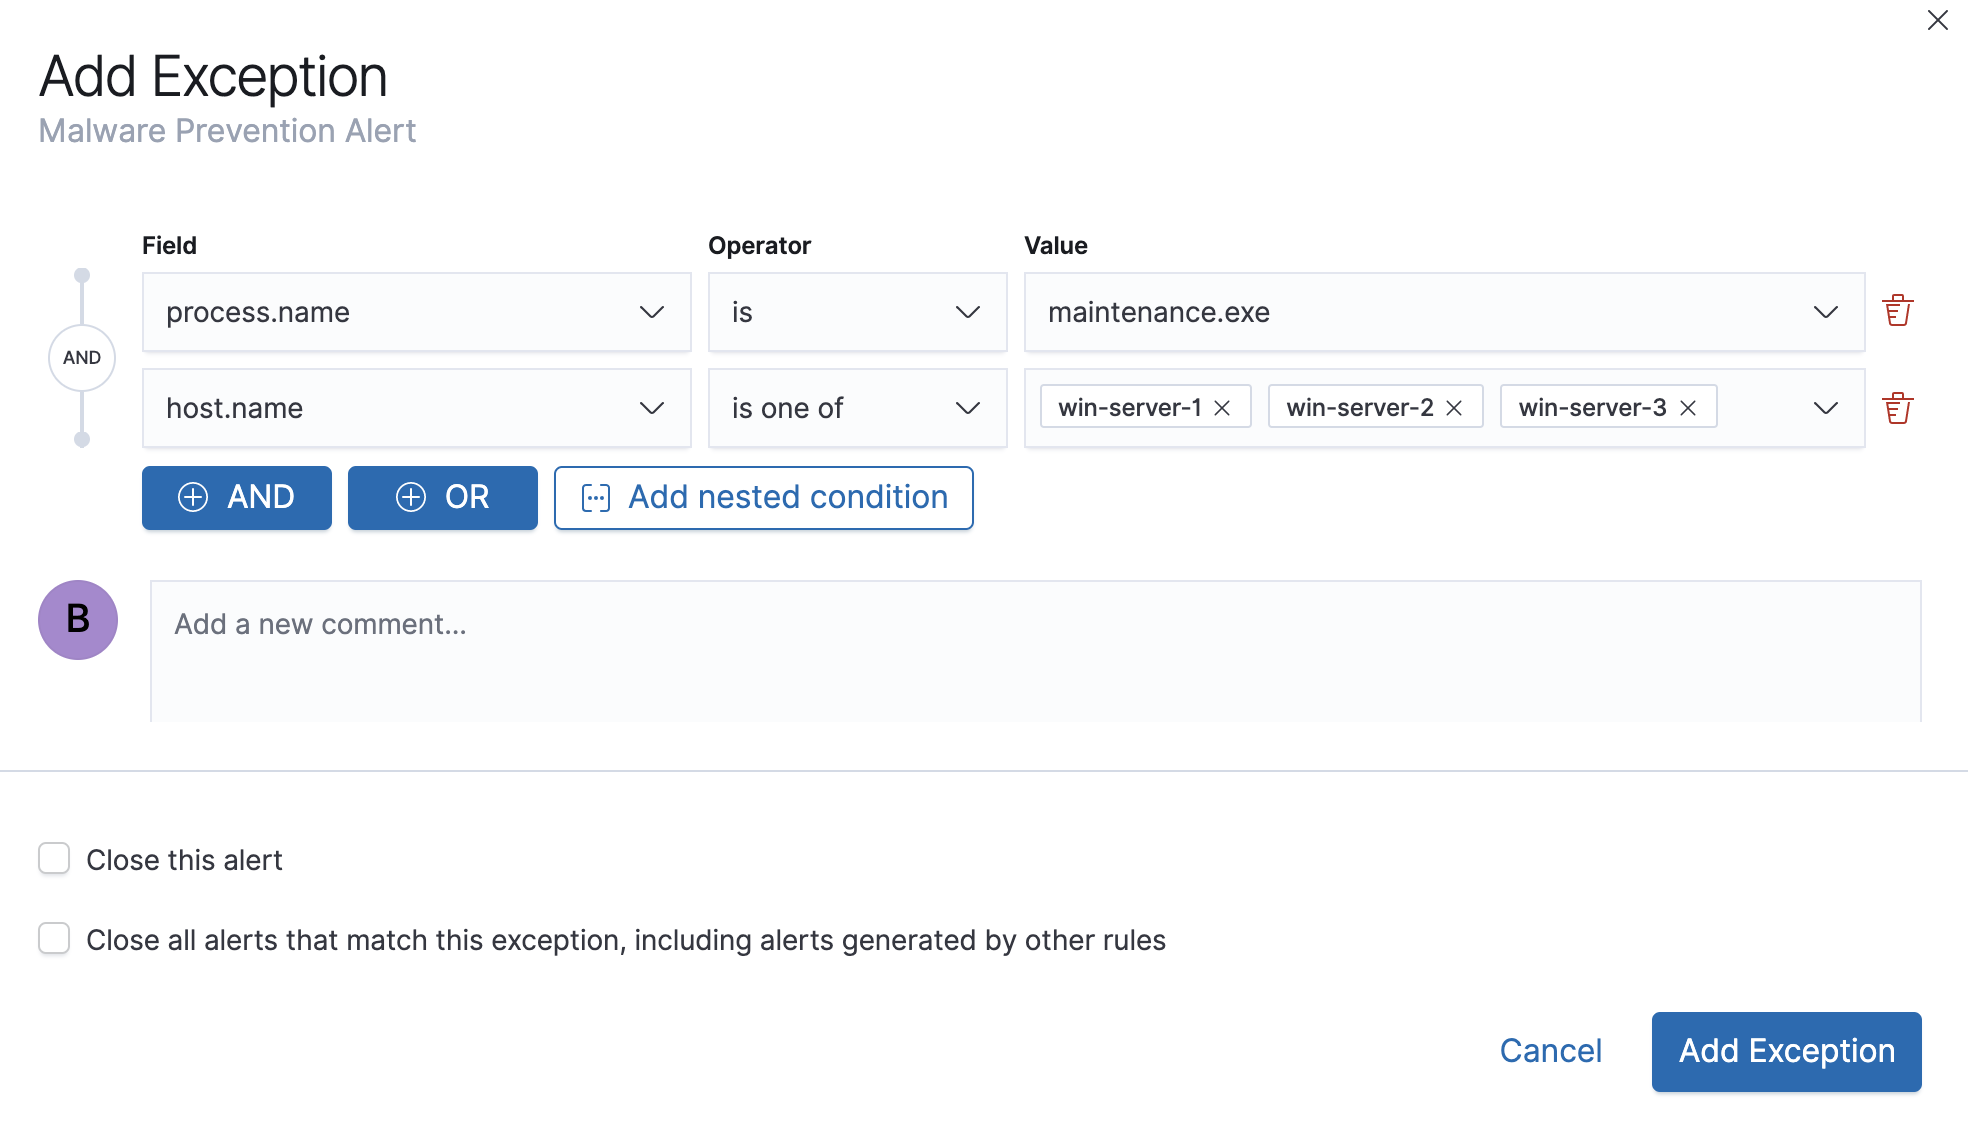 Add Exception
Malware Prevention Alert
Field Operator Value
process.name is maintenance.exe
AND
host.name is one of win-server-1 win-server-2 win-server-3
AND OR Add nested condition
B Add a new comment...
Close this alert
Close all alerts that match this exception, including alerts generated by other rules
Cancel Add Exception